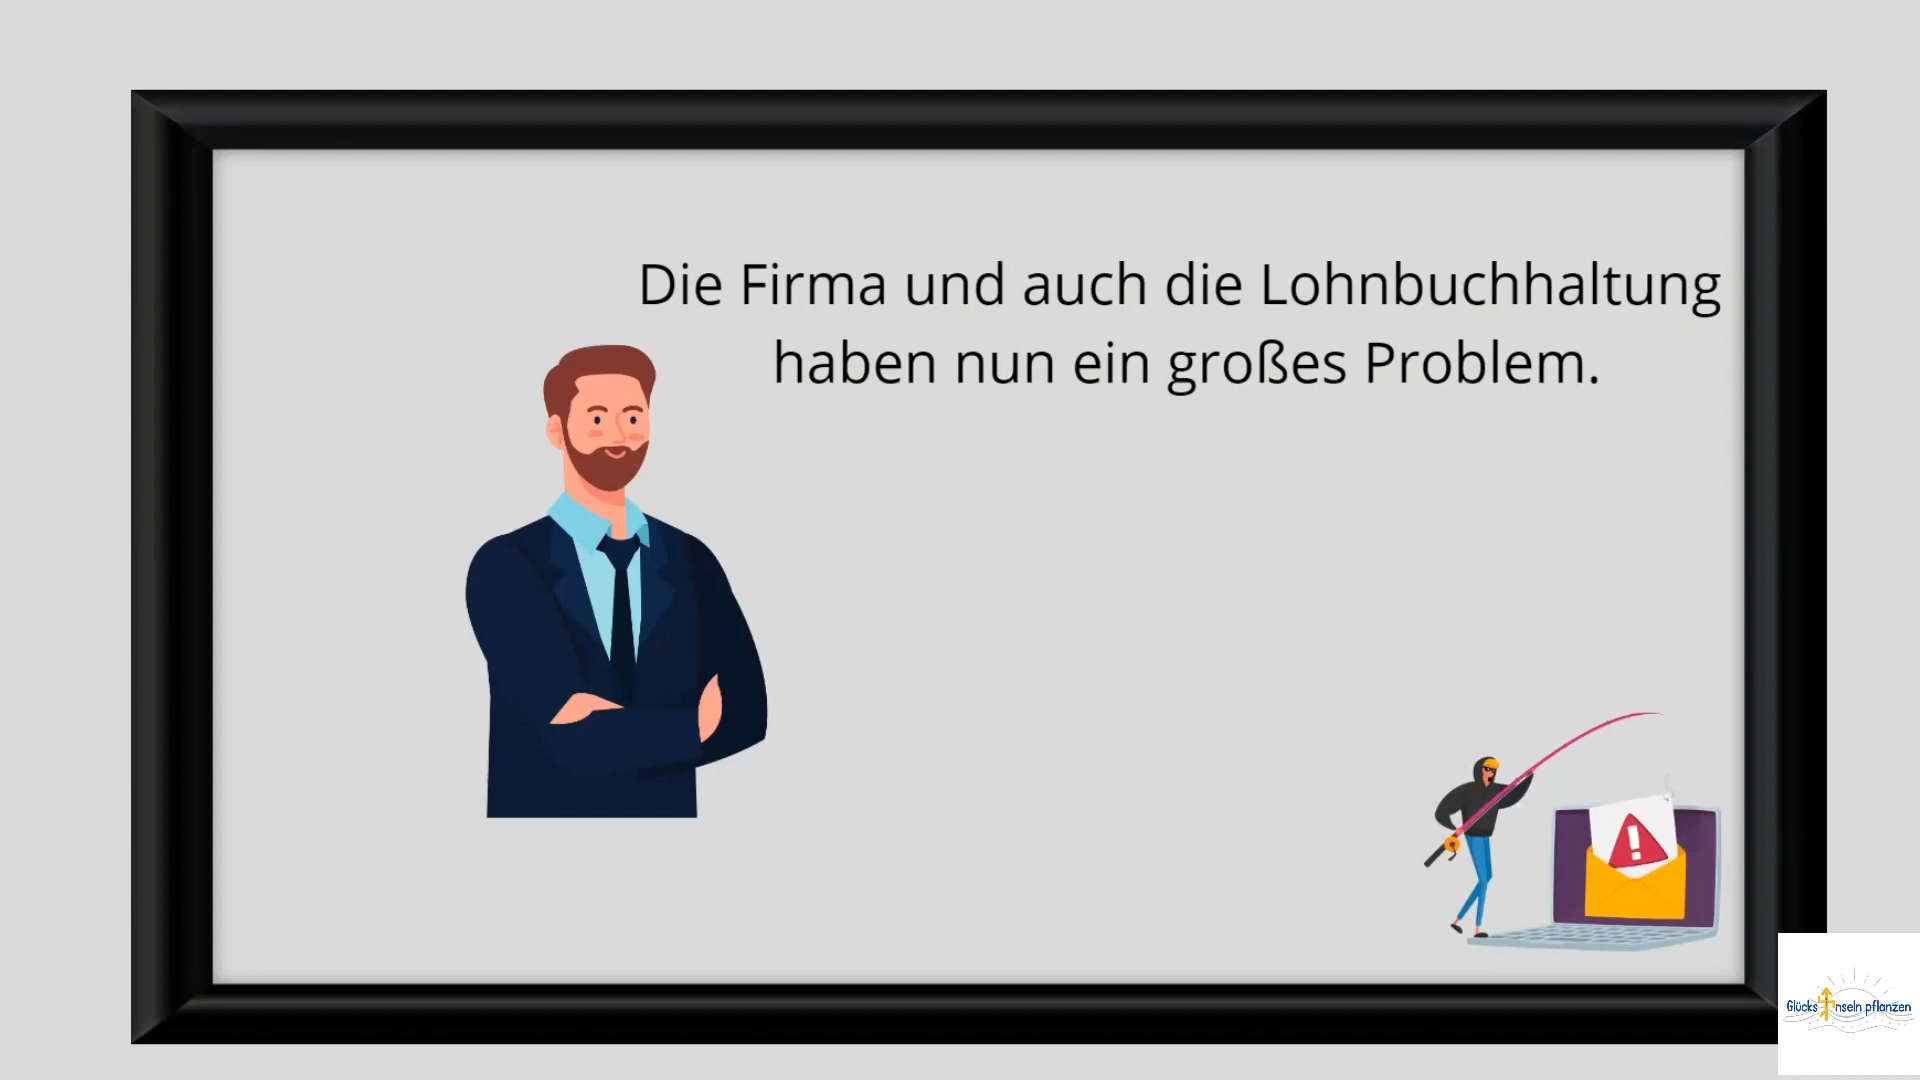 Die Firma und auch die Lohnbuchhaltung
haben nun ein großes Problem.
!
Glücks Inseln pflanzen